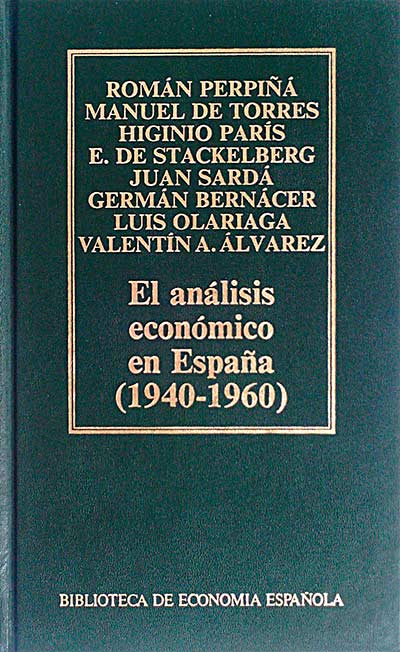 ROMÁN PERPIÑÁ
MANUEL DE TORRES
HIGINIO PARÍS
E. DE STACKELBERG
JUAN SARDÁ
GERMÁN BERNÁCER
LUIS OLARIAGA
VALENTÍN A. ÁLVAREZ
El análisis
económico
en España
(1940-1960)
BIBLIOTECA DE ECONOMIA ESPAÑOLA